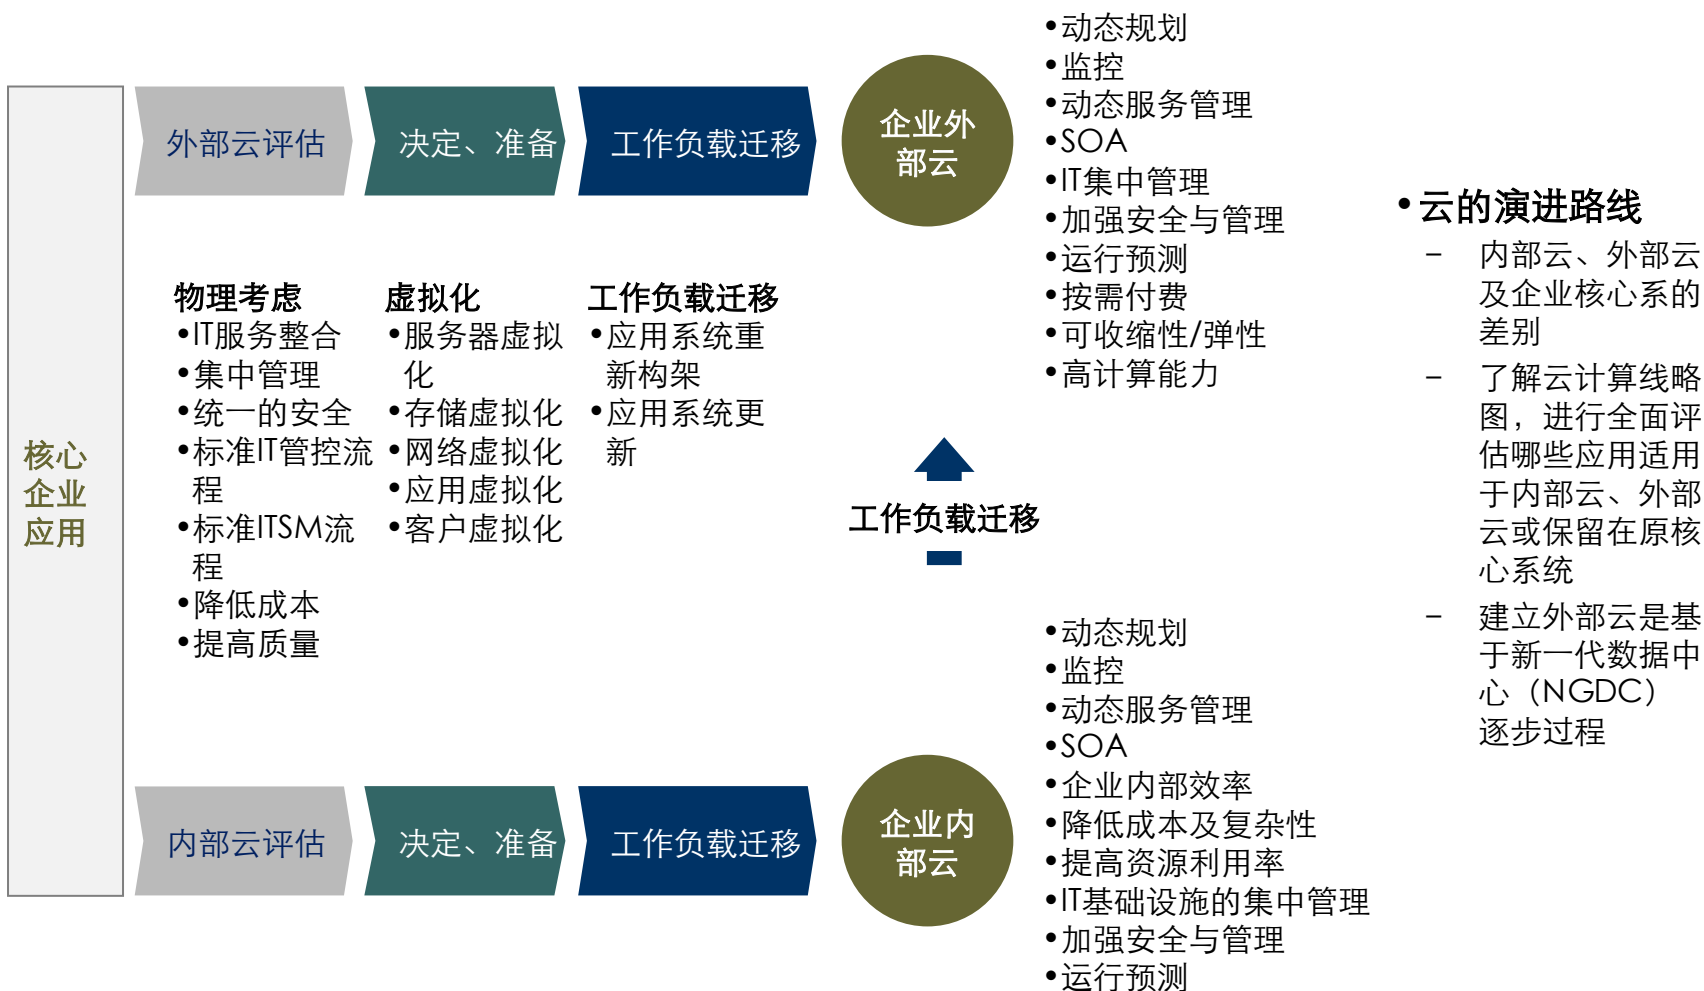 核心
企业
应用
外部云评估
决定、准备
工作负载迁移
企业外
部云
•动态规划
•监控
•动态服务管理
•SOA
•IT集中管理
•加强安全与管理
•运行预测
•按需付费
•可收缩性/弹性
•高计算能力
物理考虑
•IT服务整合
•集中管理
•统一的安全
•标准IT管控流
程
•标准ITSM流
程
•降低成本
•提高质量
虚拟化
•服务器虚拟
化
•存储虚拟化
•网络虚拟化
•应用虚拟化
•客户虚拟化
工作负载迁移
•应用系统重
新构架
•应用系统更
新
工作负载迁移
内部云评估
决定、准备
工作负载迁移
企业内
部云
•动态规划
•监控
•动态服务管理
•SOA
•企业内部效率
•降低成本及复杂性
•提高资源利用率
•IT基础设施的集中管理
•加强安全与管理
•运行预测
•云的演进路线
– 内部云、外部云
及企业核心系的
差别
– 了解云计算线略
图，进行全面评
估哪些应用适用
于内部云、外部
云或保留在原核
心系统
– 建立外部云是基
于新一代数据中
心（NGDC）
逐步过程